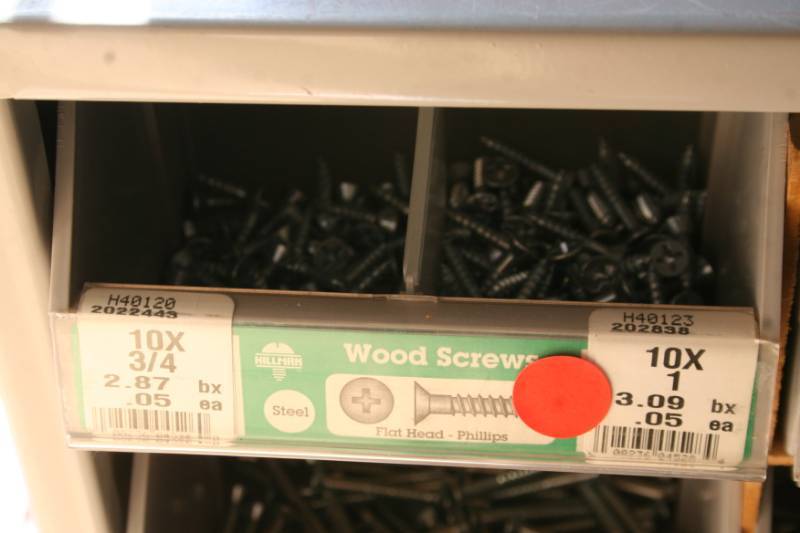 H40120
2022443
10X
3/4
2.87 bx
.05 ea
HILLMAN
Steel
Wood Screws
Flat Head - Phillips
H40123
202838
10X
1
3.09 bx
.05 ea